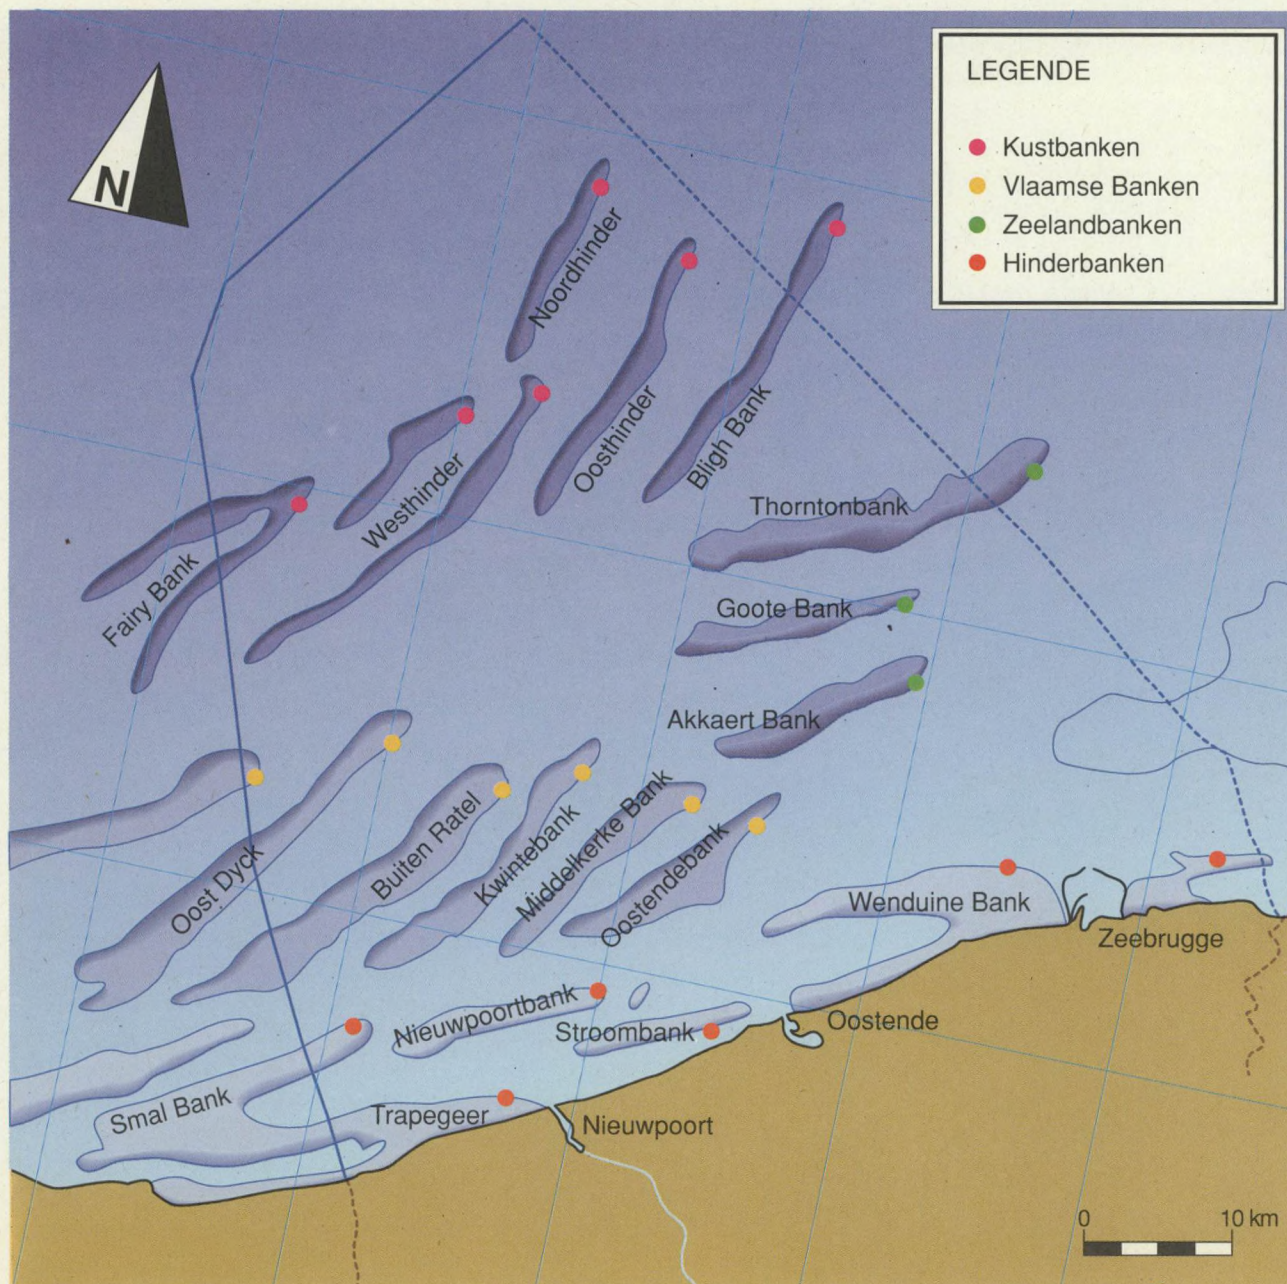 LEGENDE
Kustbanken
Vlaamse Banken
Zeelandbanken
Hinderbanken
N
Noordhinder
Oosthinder
Bligh Bank
Westhinder
Fairy Bank
Thorntonbank
Goote Bank
Akkaert Bank
Oost Dyck
Buiten Ratel
Kwintebank
Middelkerke Bank
Oostendebank
Wenduine Bank
Zeebrugge
Nieuwpoortbank
Stroombank
Oostende
Smal Bank
Trapegeer
Nieuwpoort
0 10 km